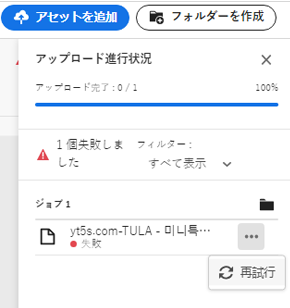 アセットを追加
フォルダーを作成
アップロード進行状況
アップロード完了 : 0 / 1
100%
1 個失敗しま
した
フィルター :
すべて表示
ジョブ 1
yt5s.com-TULA - 미니특…
失敗
再試行